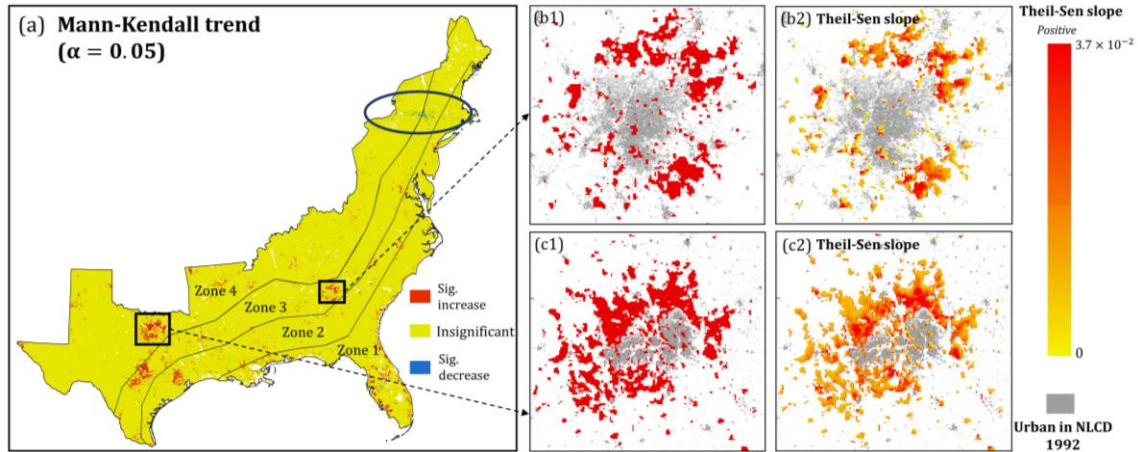 (a) Mann-Kendall trend
(α = 0.05)
Zone 4
Zone 3
Zone 2
Zone 1
Sig.
increase
Insignificant
Sig.
decrease
(b1)
(b2) Theil-Sen slope
(c1)
(c2) Theil-Sen slope
Theil-Sen slope
Positive
3.7 × 10⁻²
0
Urban in NLCD
1992